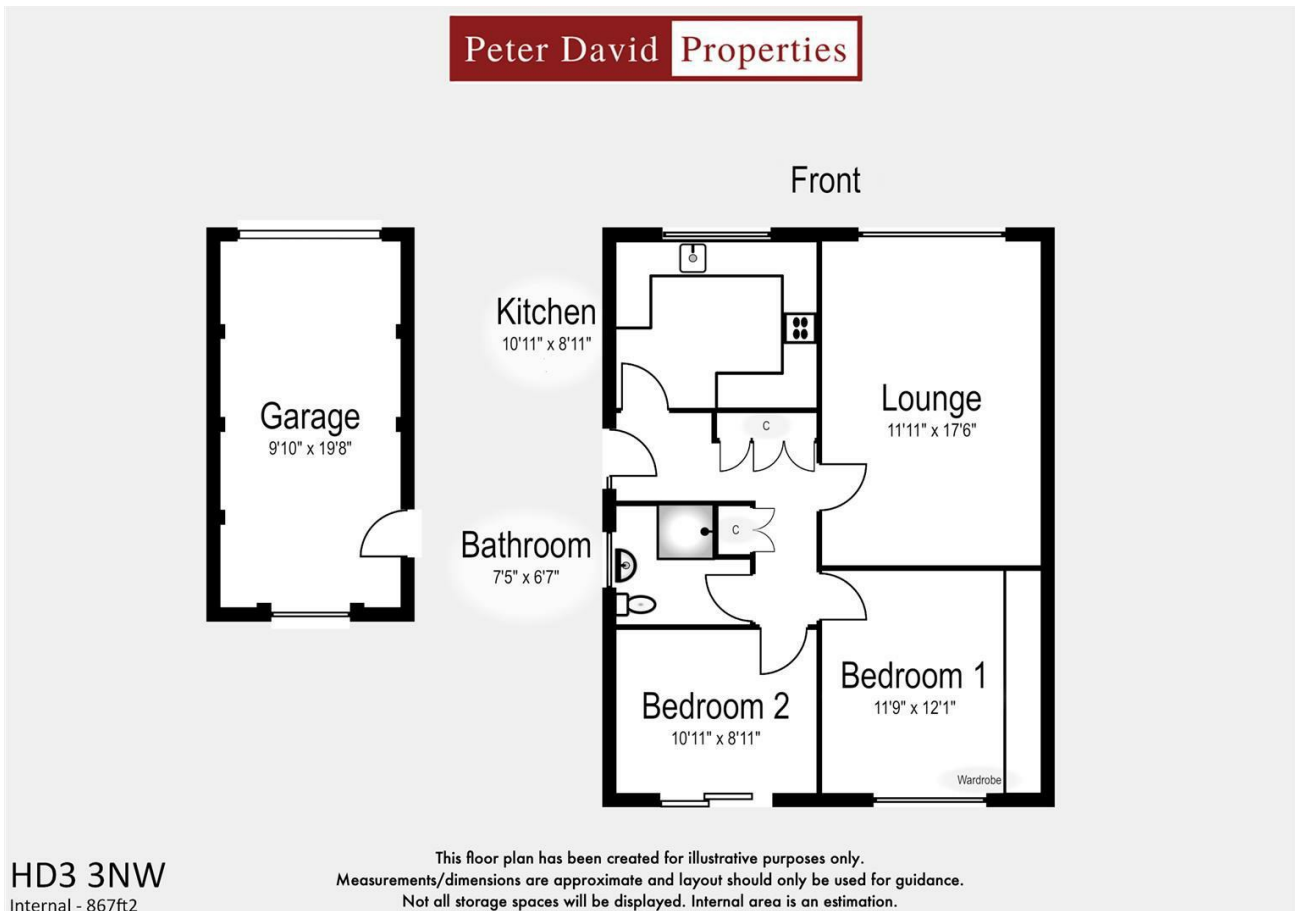 Peter David Properties
Front
Kitchen
10'11" x 8'11"
Garage
9'10" x 19'8"
Lounge
11'11" x 17'6"
C
C
Bathroom
7'5" x 6'7"
Bedroom 1
11'9" x 12'1"
Bedroom 2
10'11" x 8'11"
Wardrobe
HD3 3NW
Internal - 867ft2
This floor plan has been created for illustrative purposes only.
Measurements/dimensions are approximate and layout should only be used for guidance.
Not all storage spaces will be displayed. Internal area is an estimation.